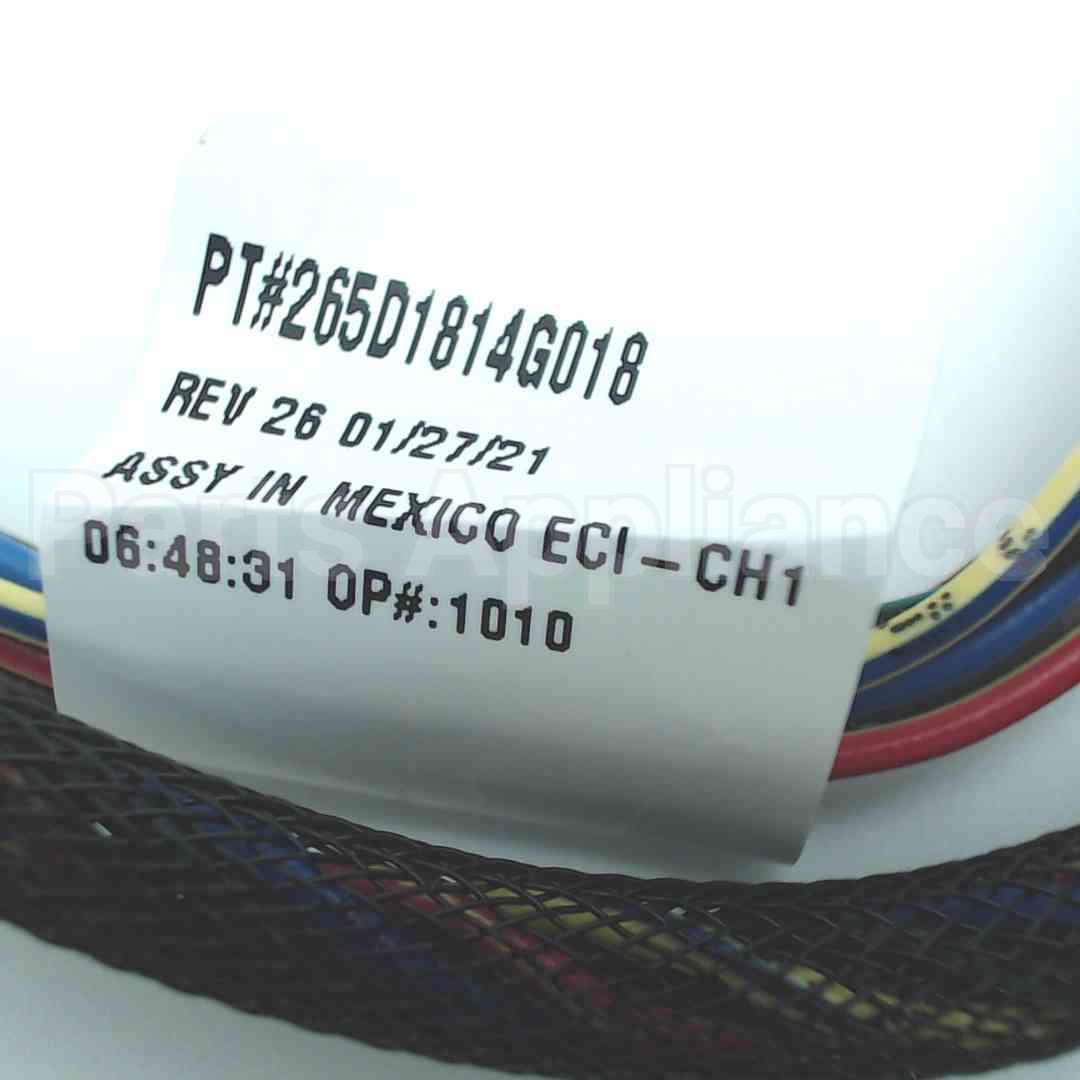 PT#265D1814G018
REV 26 01/27/21
ASSY IN MEXICO ECI-CH1
06:48:31 OP#:1010
Parts Appliance